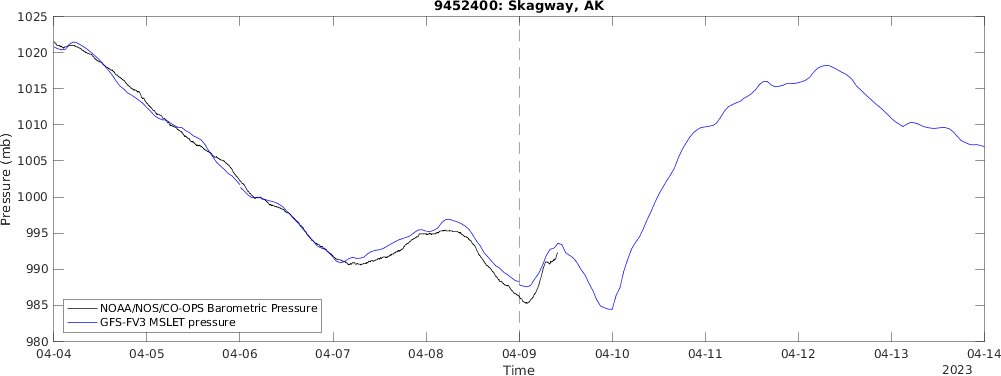 9452400: Skagway, AK
1025
1020
1015
1010
1005
1000
995
990
985
980
Pressure (mb)
NOAA/NOS/CO-OPS Barometric Pressure
GFS-FV3 MSLET pressure
04-04 04-05 04-06 04-07 04-08 04-09 04-10 04-11 04-12 04-13 04-14
Time
2023